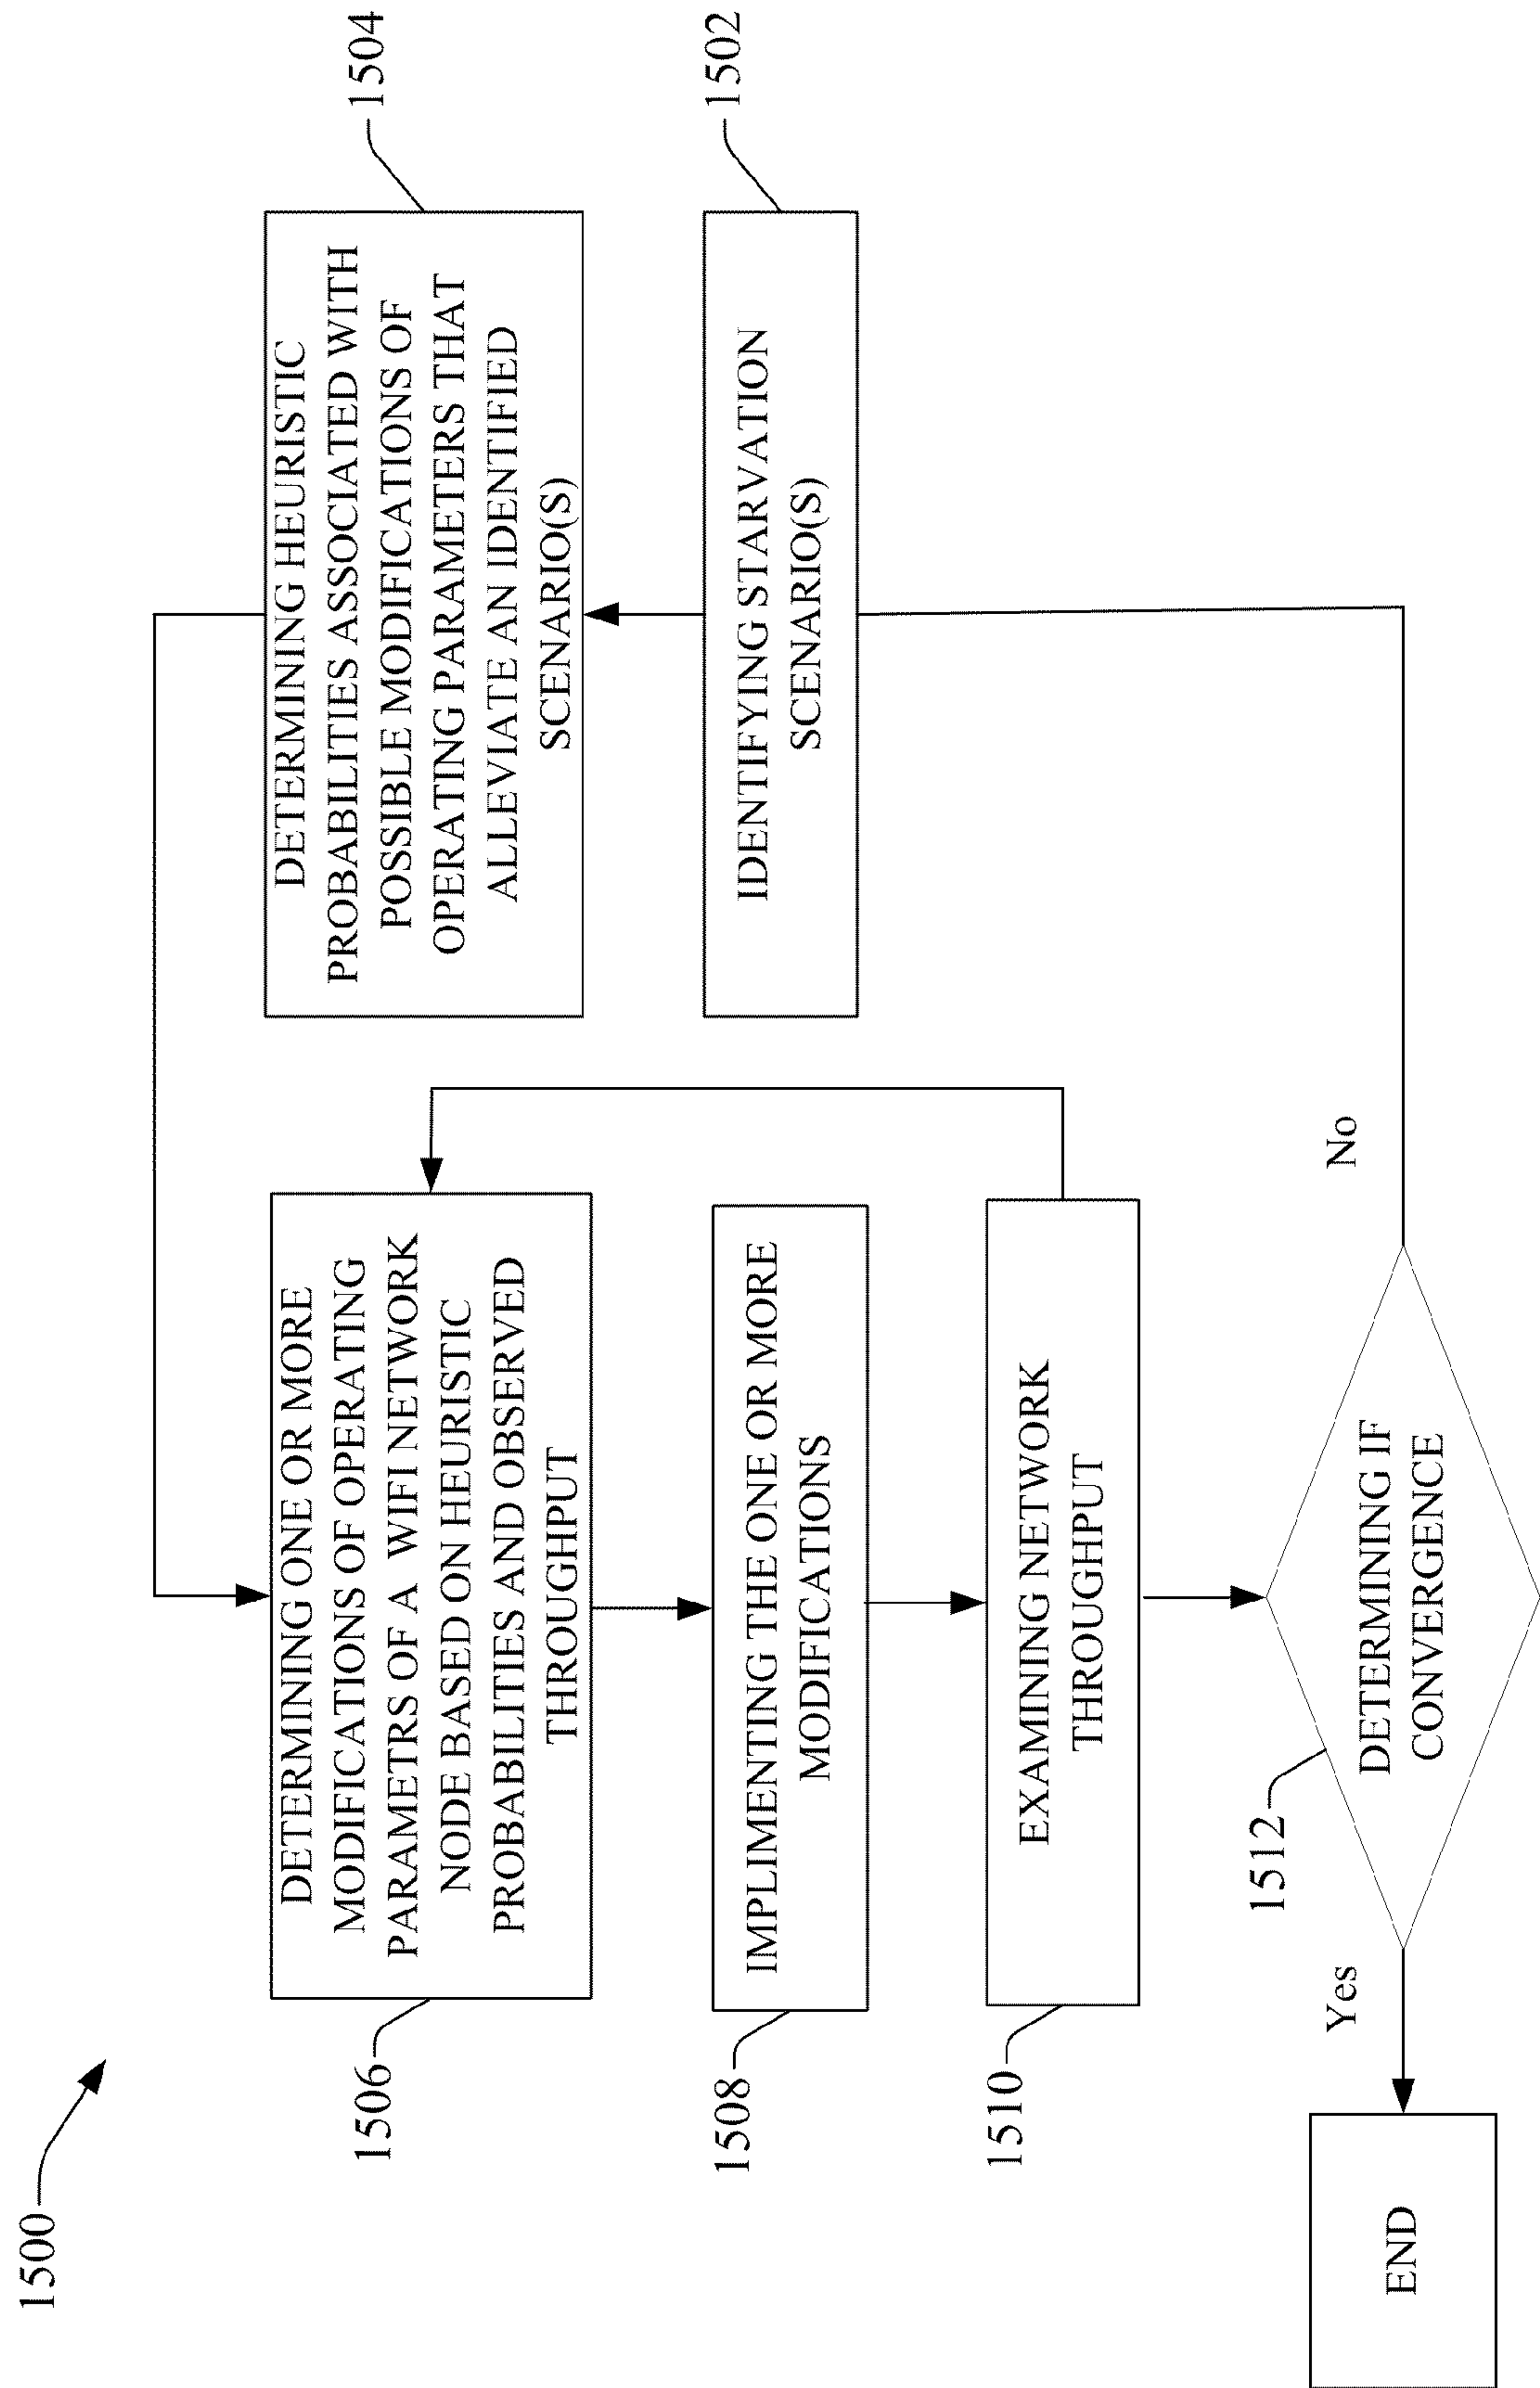 1500
1506
DETERMINING ONE OR MORE
MODIFICATIONS OF OPERATING
PARAMETRS OF A WIFI NETWORK
NODE BASED ON HEURISTIC
PROBABILITIES AND OBSERVED
THROUGHPUT
1508
IMPLIMENTING THE ONE OR MORE
MODIFICATIONS
1510
EXAMINING NETWORK
THROUGHPUT
1512
DETERMINING IF
CONVERGENCE
Yes
No
END
1504
DETERMINING HEURISTIC
PROBABILITIES ASSOCIATED WITH
POSSIBLE MODIFICATIONS OF
OPERATING PARAMETERS THAT
ALLEVIATE AN IDENTIFIED
SCENARIO(S)
1502
IDENTIFYING STARVATION
SCENARIO(S)